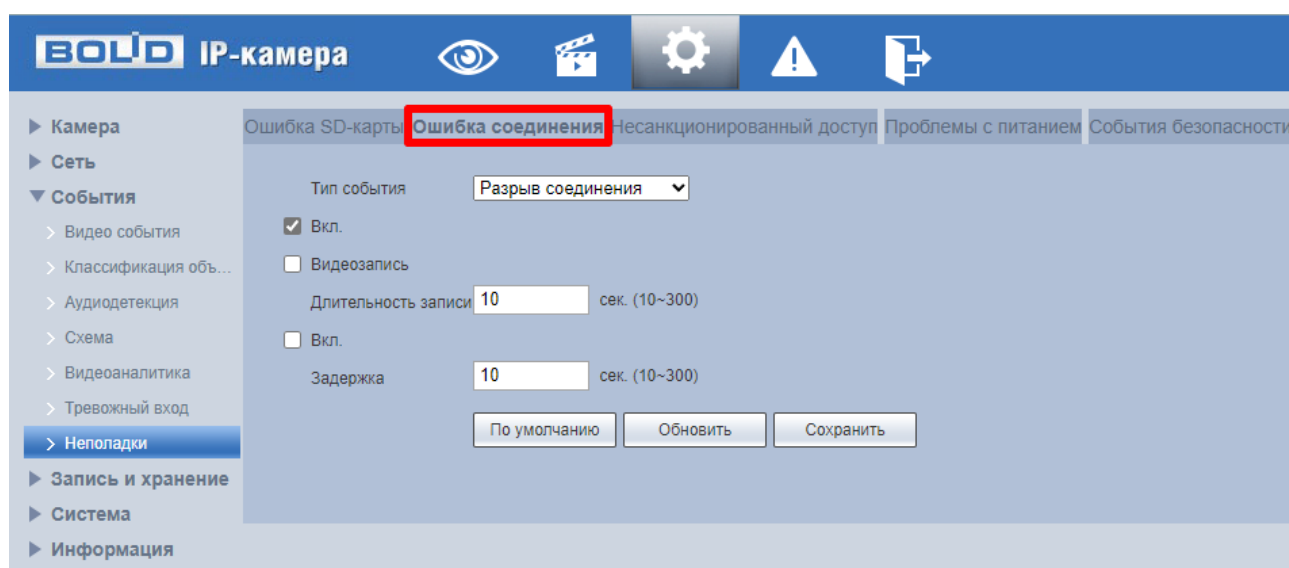 BOLID IP-камера
Камера
Сеть
События
Видео события
Классификация объ...
Аудиодетекция
Схема
Видеоаналитика
Тревожный вход
Неполадки
Запись и хранение
Система
Информация
Ошибка SD-карты Ошибка соединения Несанкционированный доступ Проблемы с питанием События безопасности
Тип события Разрыв соединения
Вкл.
Видеозапись
Длительность записи 10 сек. (10~300)
Вкл.
Задержка 10 сек. (10~300)
По умолчанию Обновить Сохранить